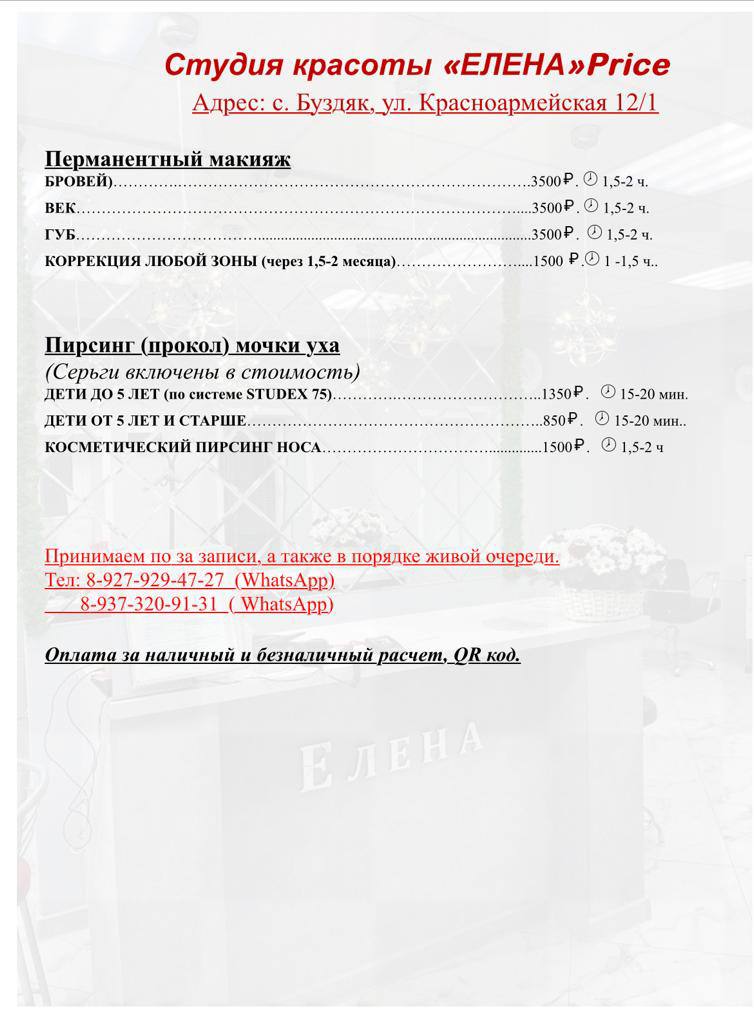 Студия красоты «ЕЛЕНА»Price
Адрес: с. Буздяк, ул. Красноармейская 12/1
Перманентный макияж
БРОВЕЙ)…………………………………………………………………………….3500₽. 🕗 1,5-2 ч.
ВЕК…………………………………………………………………………………...3500₽. 🕗 1,5-2 ч.
ГУБ………………………………......................................................................3500₽. 🕗 1,5-2 ч.
КОРРЕКЦИЯ ЛЮБОЙ ЗОНЫ (через 1,5-2 месяца)……………………....1500 ₽.🕗 1 -1,5 ч..
Пирсинг (прокол) мочки уха
(Серьги включены в стоимость)
ДЕТИ ДО 5 ЛЕТ (по системе STUDEX 75)……………………………………..1350₽. 🕗 15-20 мин.
ДЕТИ ОТ 5 ЛЕТ И СТАРШЕ……………………………………………………..850₽. 🕗 15-20 мин..
КОСМЕТИЧЕСКИЙ ПИРСИНГ НОСА……………………………..............1500₽. 🕗 1,5-2 ч
Принимаем по за записи, а также в порядке живой очереди.
Тел: 8-927-929-47-27 (WhatsApp)
8-937-320-91-31 ( WhatsApp)
Оплата за наличный и безналичный расчет, QR код.
ЕЛЕНА